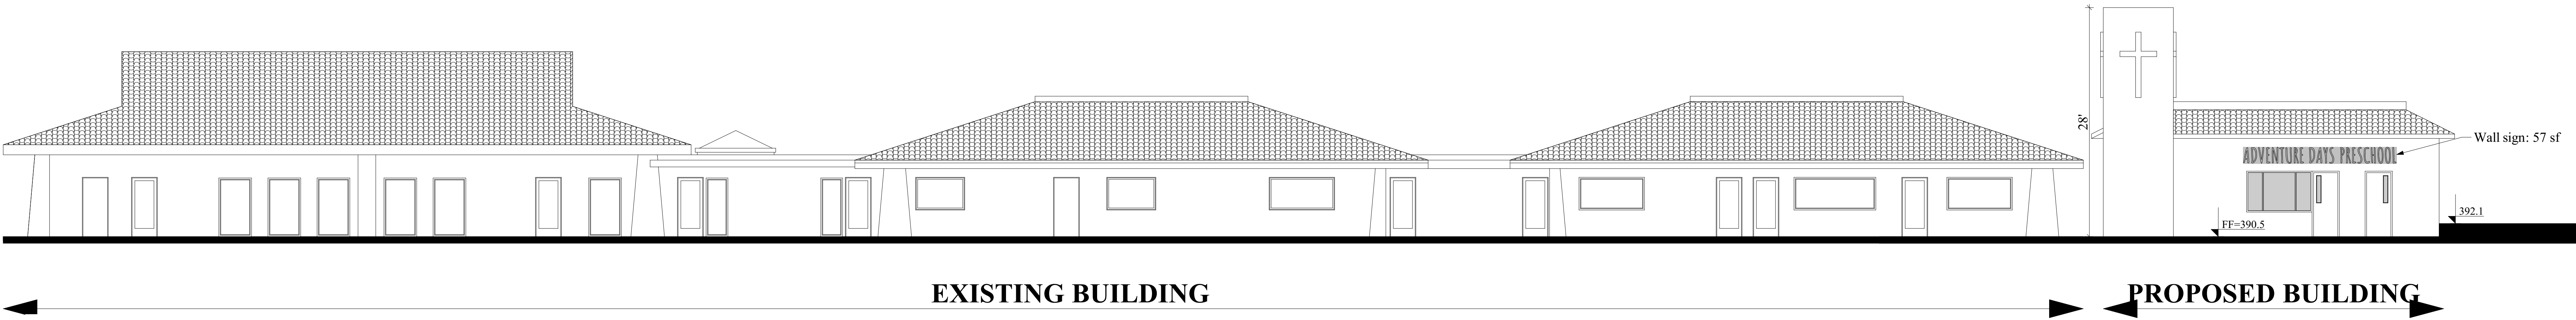 28'
ADVENTURE DAYS PRESCHOOL
Wall sign: 57 sf
392.1
FF=390.5
EXISTING BUILDING
PROPOSED BUILDING